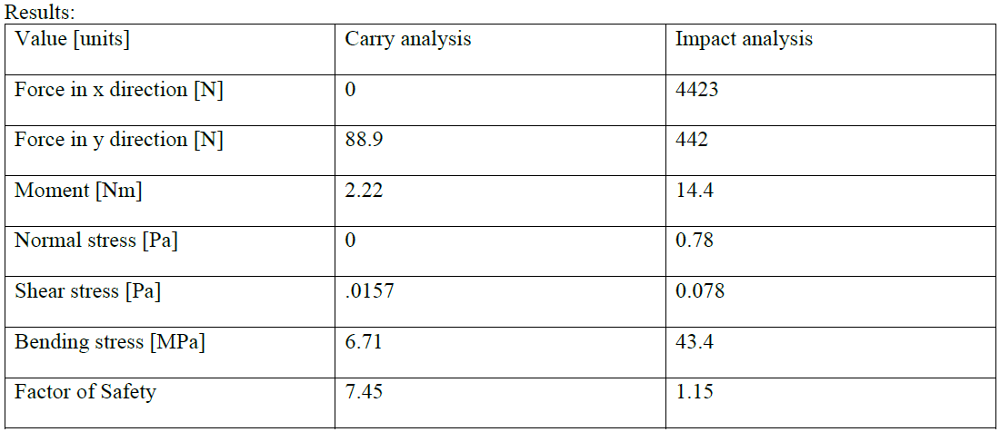 Results:
Value [units] Carry analysis Impact analysis
Force in x direction [N] 0 4423
Force in y direction [N] 88.9 442
Moment [Nm] 2.22 14.4
Normal stress [Pa] 0 0.78
Shear stress [Pa] .0157 0.078
Bending stress [MPa] 6.71 43.4
Factor of Safety 7.45 1.15